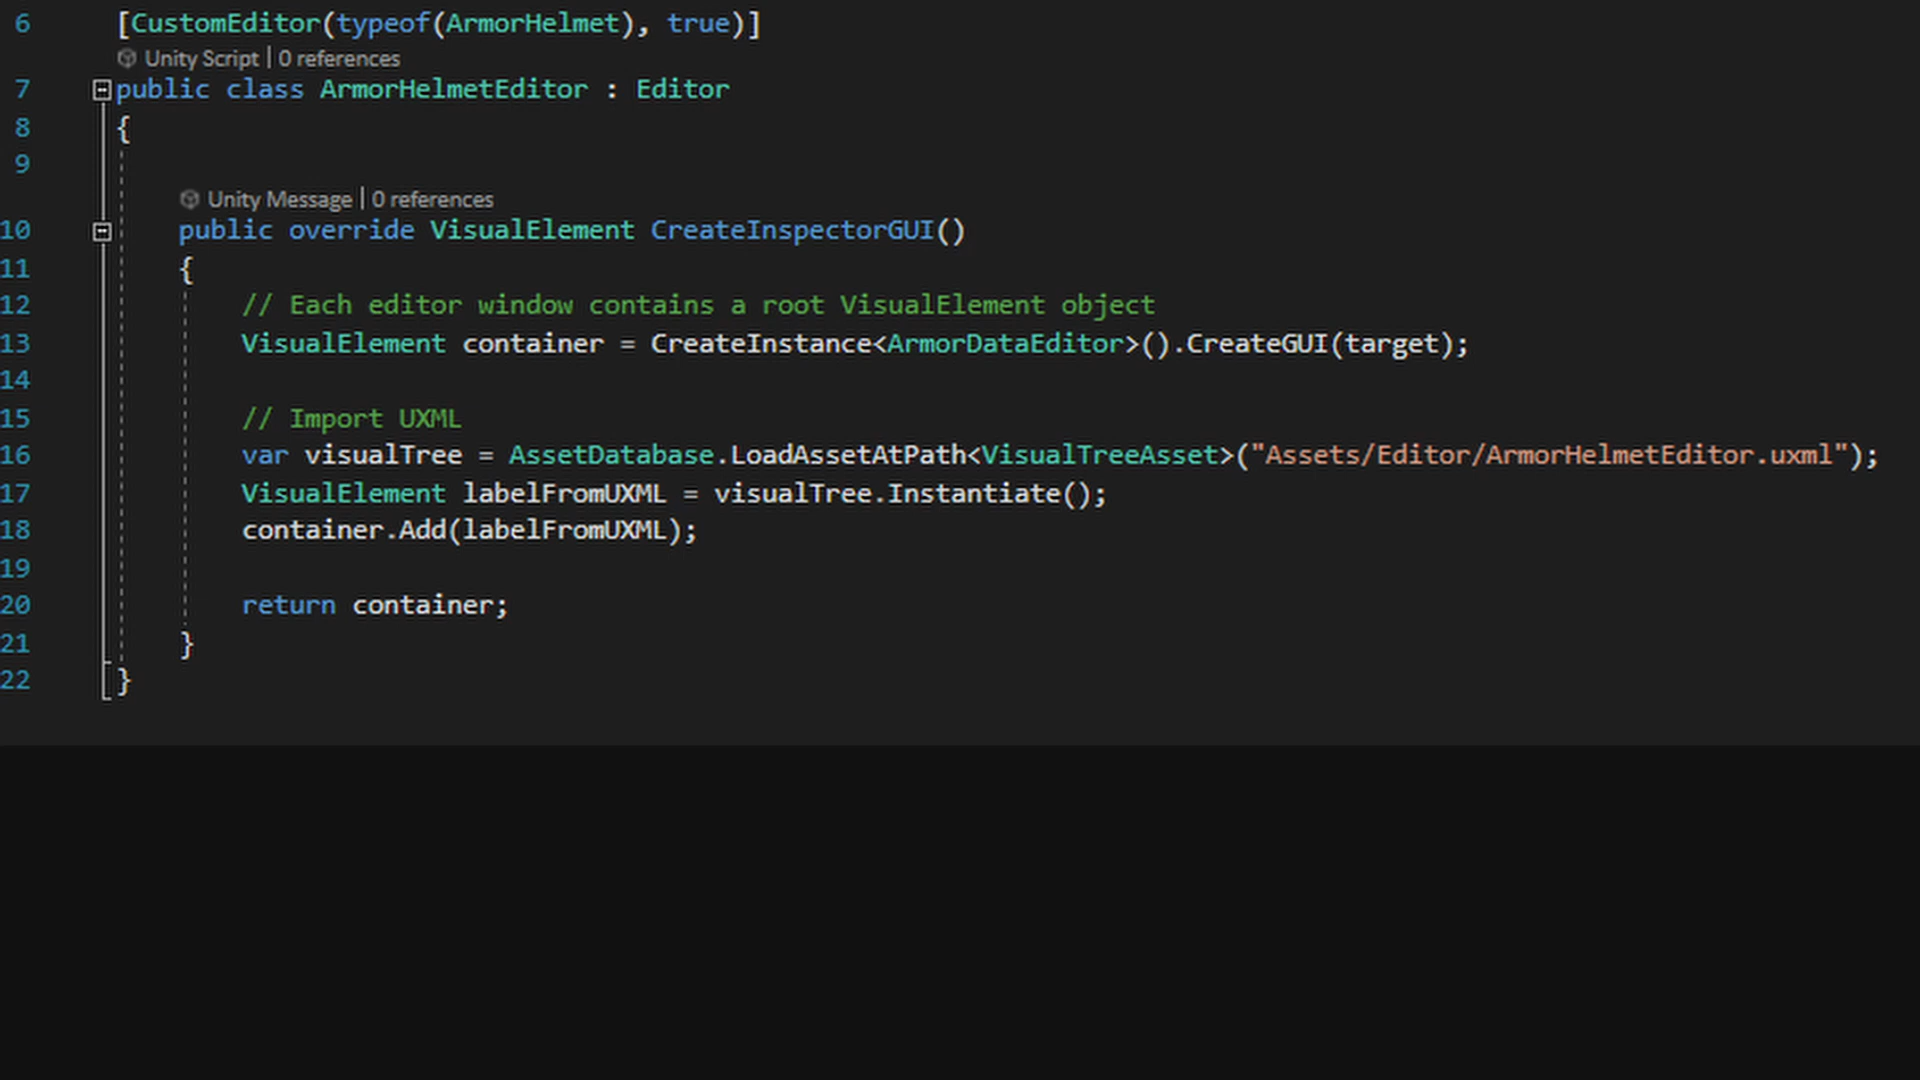 6 [CustomEditor(typeof(ArmorHelmet), true)]
Unity Script | 0 references
7 public class ArmorHelmetEditor : Editor
8 {
9
Unity Message | 0 references
10 public override VisualElement CreateInspectorGUI()
11 {
12 // Each editor window contains a root VisualElement object
13 VisualElement container = CreateInstance<ArmorDataEditor>().CreateGUI(target);
14
15 // Import UXML
16 var visualTree = AssetDatabase.LoadAssetAtPath<VisualTreeAsset>("Assets/Editor/ArmorHelmetEditor.uxml");
17 VisualElement labelFromUXML = visualTree.Instantiate();
18 container.Add(labelFromUXML);
19
20 return container;
21 }
22 }